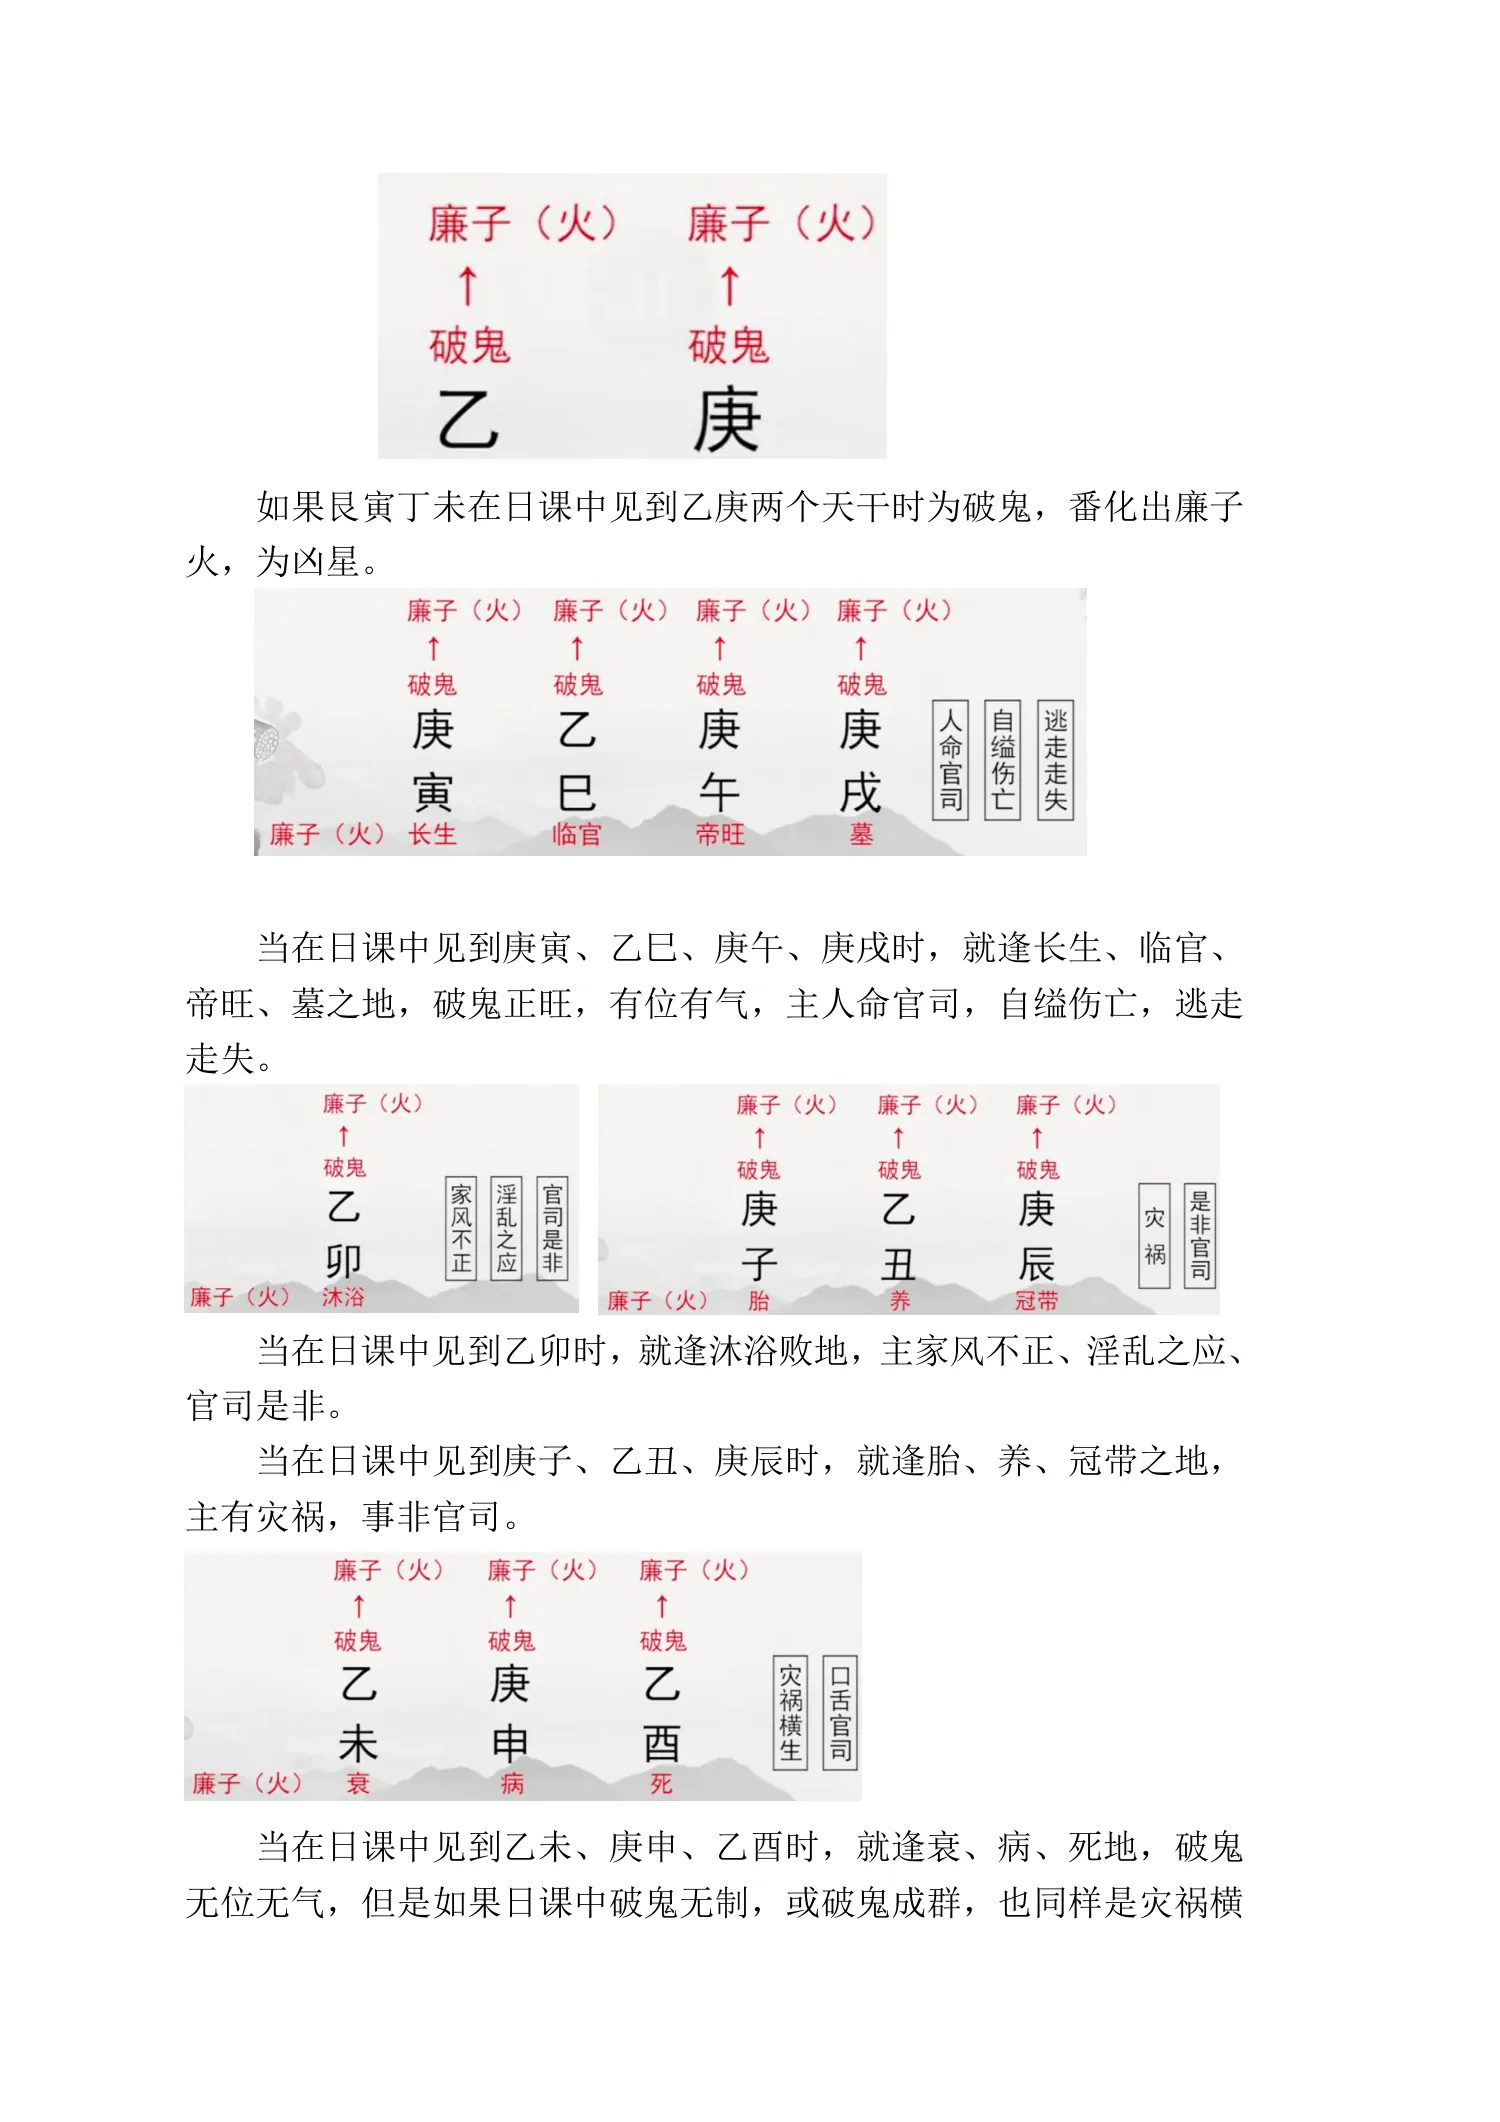 廉子（火） 廉子（火）
↑ ↑
破鬼 破鬼
乙 庚
如果艮寅丁未在日课中见到乙庚两个天干时为破鬼，番化出廉子
火，为凶星。
廉子（火） 廉子（火） 廉子（火） 廉子（火）
↑ ↑ ↑ ↑
破鬼 破鬼 破鬼 破鬼
庚 乙 庚 庚
寅 巳 午 戌
廉子（火） 长生 临官 帝旺 墓
人命官司
自缢伤亡
逃走走失
当在日课中见到庚寅、乙巳、庚午、庚戌时，就逢长生、临官、
帝旺、墓之地，破鬼正旺，有位有气，主人命官司，自缢伤亡，逃走
走失。
廉子（火）
↑
破鬼
乙
卯
廉子（火） 沐浴
家风不正
淫乱之应
官司是非
廉子（火） 廉子（火） 廉子（火）
↑ ↑ ↑
破鬼 破鬼 破鬼
庚 乙 庚
子 丑 辰
廉子（火） 胎 养 冠带
灾祸
是非官司
当在日课中见到乙卯时，就逢沐浴败地，主家风不正、淫乱之应、
官司是非。
当在日课中见到庚子、乙丑、庚辰时，就逢胎、养、冠带之地，
主有灾祸，事非官司。
廉子（火） 廉子（火） 廉子（火）
↑ ↑ ↑
破鬼 破鬼 破鬼
乙 庚 乙
未 申 酉
廉子（火） 衰 病 死
灾祸横生
口舌官司
当在日课中见到乙未、庚申、乙酉时，就逢衰、病、死地，破鬼
无位无气，但是如果日课中破鬼无制，或破鬼成群，也同样是灾祸横